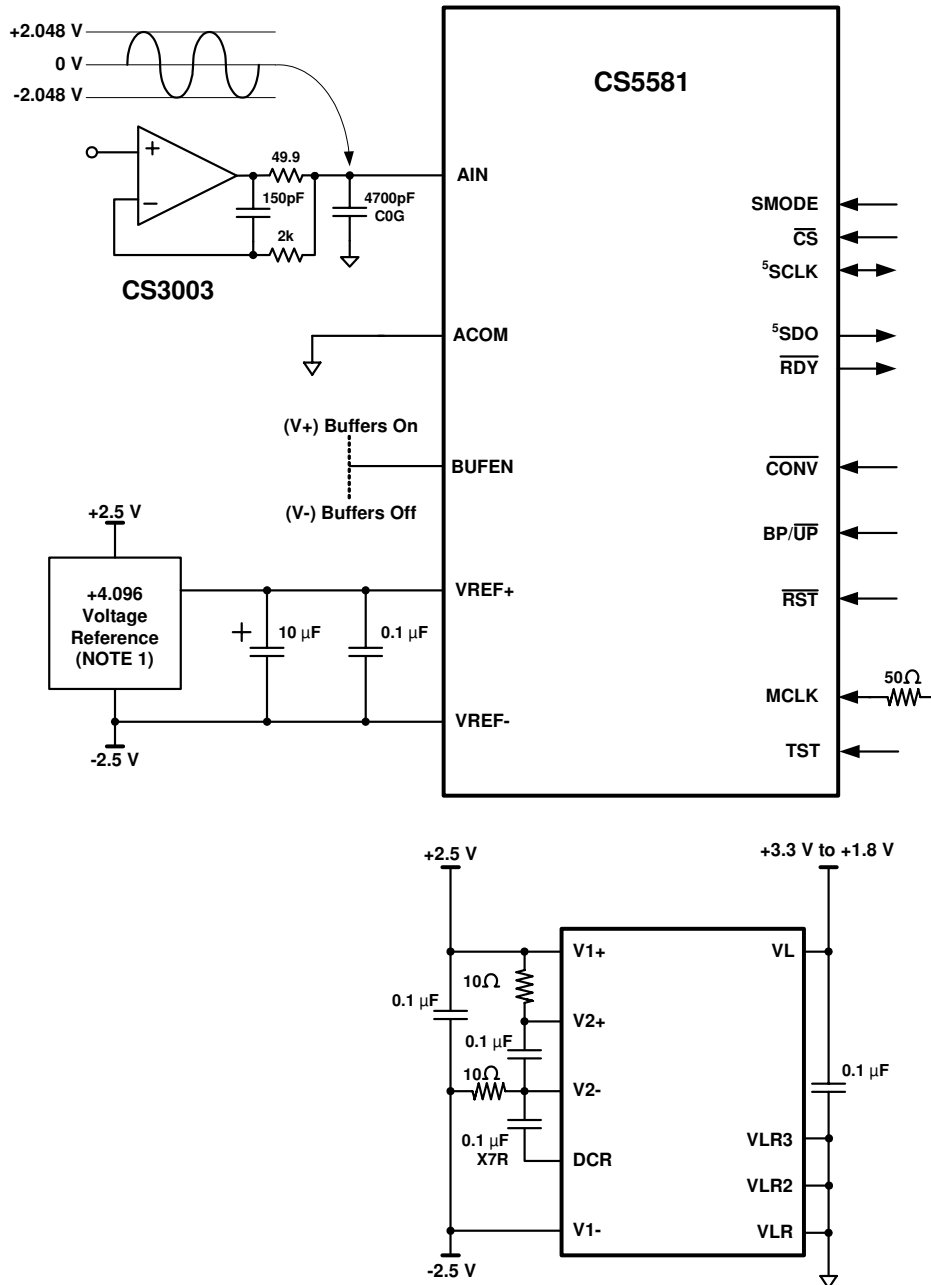 +2.048 V
0 V
-2.048 V
CS5581
+
−
49.9
150pF
2k
4700pF
C0G
CS3003
AIN
ACOM
(V+) Buffers On
BUFEN
(V-) Buffers Off
+2.5 V
+4.096
Voltage
Reference
(NOTE 1)
+
10 µF
0.1 µF
VREF+
VREF-
-2.5 V
SMODE
CS
5SCLK
5SDO
RDY
CONV
BP/UP
RST
50Ω
MCLK
TST
+2.5 V
+3.3 V to +1.8 V
V1+
VL
10Ω
0.1 µF
V2+
0.1 µF
10Ω
V2-
0.1 µF
0.1 µF
X7R
DCR
VLR3
VLR2
V1-
VLR
-2.5 V